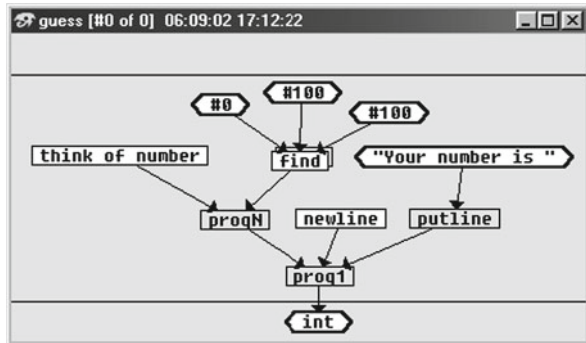 guess [#0 of 0] 06:09:02 17:12:22
#0
#100
#100
think of number
find
"Your number is "
progN
newline
putline
prog1
int